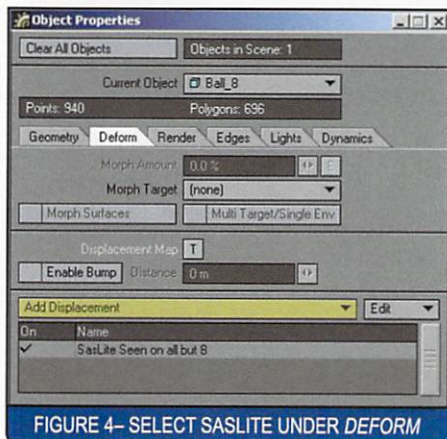 Object Properties
Clear All Objects Objects in Scene: 1
Current Object Ball_8
Points: 940 Polygons: 696
Geometry Deform Render Edges Lights Dynamics
Morph Amount 0.0 % E
Morph Target (none)
Morph Surfaces Multi Target/Single Env
Displacement Map T
Enable Bump Distance 0 m
Add Displacement Edit
On Name
SasLite Seen on all but 8
FIGURE 4– SELECT SASLITE UNDER DEFORM